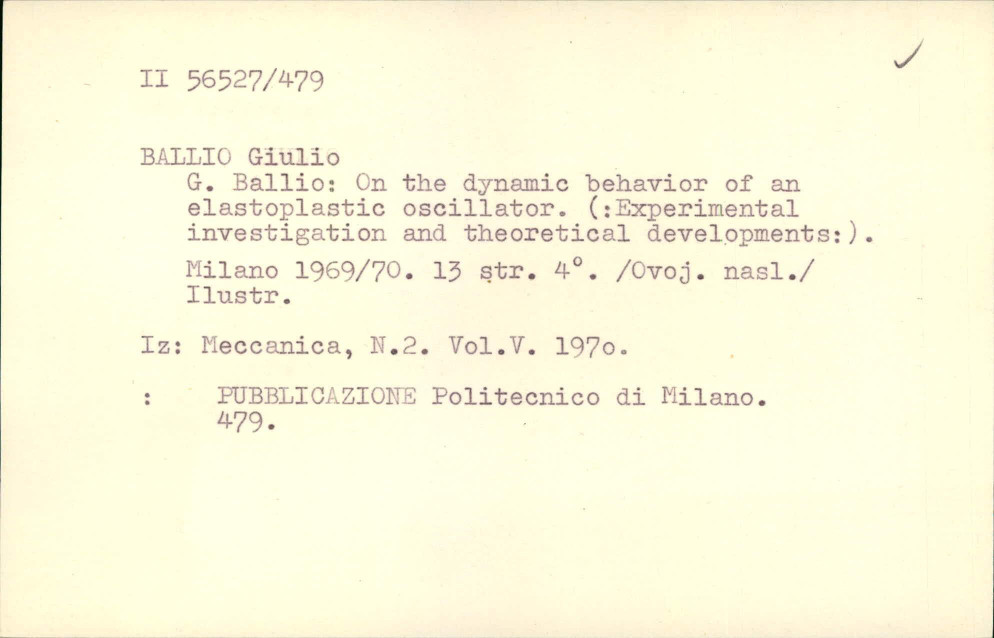 II 56527/479
BALLIO Giulio
G. Ballio: On the dynamic behavior of an
elastoplastic oscillator. (:Experimental
investigation and theoretical developments:).
Milano 1969/70. 13 str. 4°. /Ovoj. nasl./
Ilustr.
Iz: Meccanica, N.2. Vol.V. 197o.
: PUBBLICAZIONE Politecnico di Milano.
479.